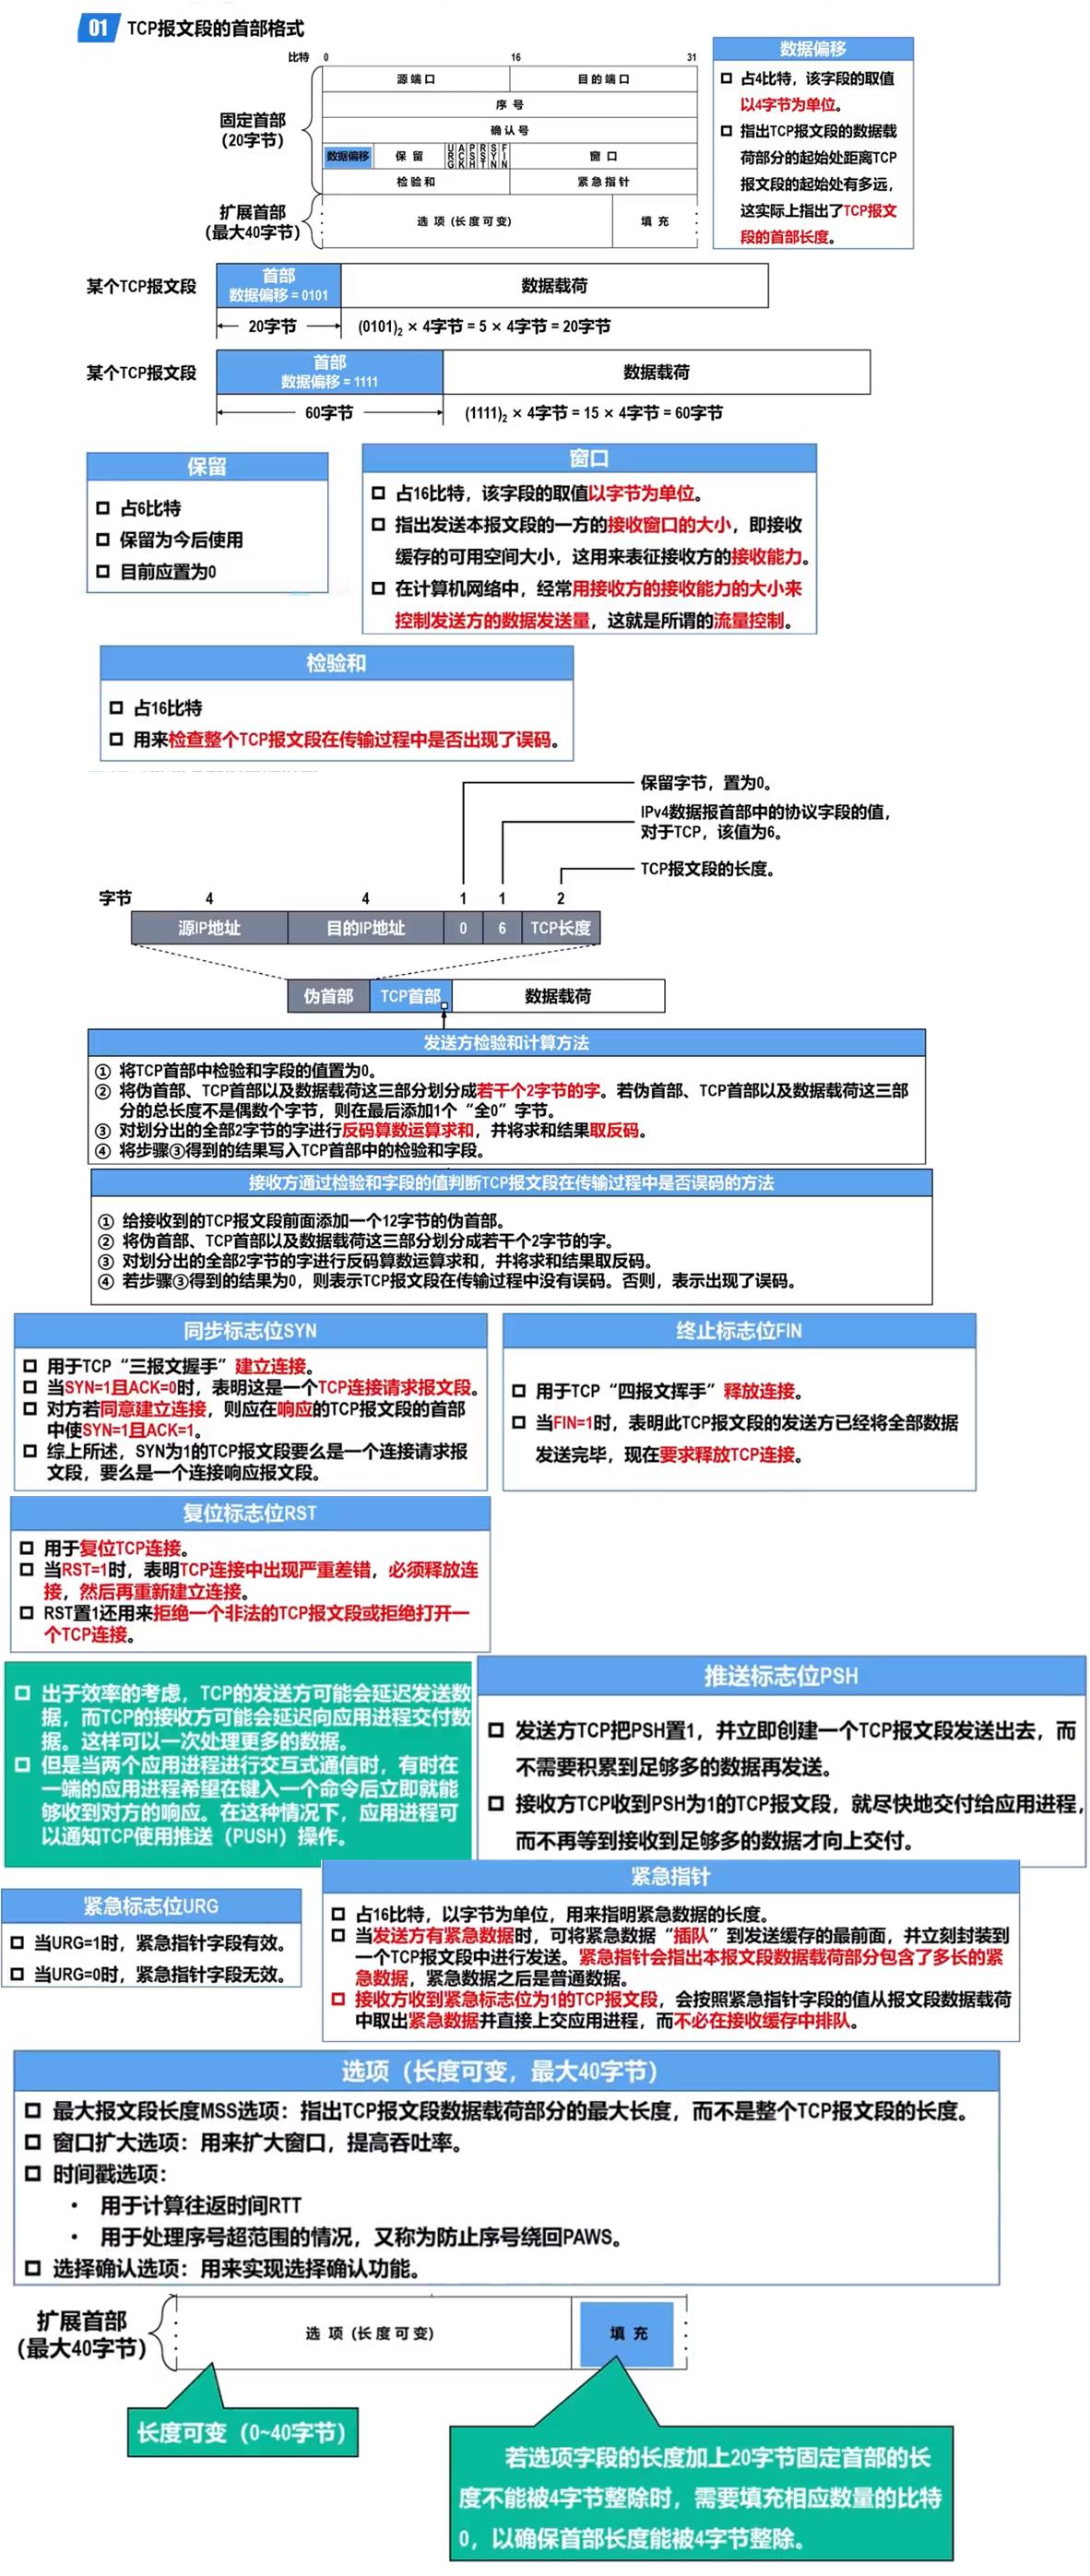 01 TCP报文段的首部格式
比特 0 16 31
固定首部
(20字节)
源端口 目的端口
序号
确认号
数据偏移 保留 URG ACK PSH RST SYN FIN 窗口
检验和 紧急指针
扩展首部
(最大40字节)
选项 (长度可变) 填充
数据偏移
占4比特，该字段的取值
以4字节为单位。
指出TCP报文段的数据载
荷部分的起始处距离TCP
报文段的起始处有多远，
这实际上指出了TCP报文
段的首部长度。
某个TCP报文段
首部
数据偏移 = 0101
数据载荷
20字节 (0101)₂ × 4字节 = 5 × 4字节 = 20字节
某个TCP报文段
首部
数据偏移 = 1111
数据载荷
60字节 (1111)₂ × 4字节 = 15 × 4字节 = 60字节
保留
占6比特
保留为今后使用
目前应置为0
窗口
占16比特，该字段的取值以字节为单位。
指出发送本报文段的一方的接收窗口的大小，即接收
缓存的可用空间大小，这用来表征接收方的接收能力。
在计算机网络中，经常用接收方的接收能力的大小来
控制发送方的数据发送量，这就是所谓的流量控制。
检验和
占16比特
用来检查整个TCP报文段在传输过程中是否出现了误码。
保留字节，置为0。
IPv4数据报首部中的协议字段的值，
对于TCP，该值为6。
TCP报文段的长度。
字节 4 4 1 1 2
源IP地址 目的IP地址 0 6 TCP长度
伪首部 TCP首部 数据载荷
发送方检验和计算方法
① 将TCP首部中检验和字段的值置为0。
② 将伪首部、TCP首部以及数据载荷这三部分划分成若干个2字节的字。若伪首部、TCP首部以及数据载荷这三部
分的总长度不是偶数个字节，则在最后添加1个“全0”字节。
③ 对划分出的全部2字节的字进行反码算数运算求和，并将求和结果取反码。
④ 将步骤③得到的结果写入TCP首部中的检验和字段。
接收方通过检验和字段的值判断TCP报文段在传输过程中是否误码的方法
① 给接收到的TCP报文段前面添加一个12字节的伪首部。
② 将伪首部、TCP首部以及数据载荷这三部分划分成若干个2字节的字。
③ 对划分出的全部2字节的字进行反码算数运算求和，并将求和结果取反码。
④ 若步骤③得到的结果为0，则表示TCP报文段在传输过程中没有误码。否则，表示出现了误码。
同步标志位SYN
用于TCP“三报文握手”建立连接。
当SYN=1且ACK=0时，表明这是一个TCP连接请求报文段。
对方若同意建立连接，则应在响应的TCP报文段的首部
中使SYN=1且ACK=1。
综上所述，SYN为1的TCP报文段要么是一个连接请求报
文段，要么是一个连接响应报文段。
终止标志位FIN
用于TCP“四报文挥手”释放连接。
当FIN=1时，表明此TCP报文段的发送方已经将全部数据
发送完毕，现在要求释放TCP连接。
复位标志位RST
用于复位TCP连接。
当RST=1时，表明TCP连接中出现严重差错，必须释放连
接，然后再重新建立连接。
RST置1还用来拒绝一个非法的TCP报文段或拒绝打开一
个TCP连接。
出于效率的考虑，TCP的发送方可能会延迟发送数
据，而TCP的接收方可能会延迟向应用进程交付数
据。这样可以一次处理更多的数据。
但是当两个应用进程进行交互式通信时，有时在
一端的应用进程希望在键入一个命令后立即就能
够收到对方的响应。在这种情况下，应用进程可
以通知TCP使用推送（PUSH）操作。
推送标志位PSH
发送方TCP把PSH置1，并立即创建一个TCP报文段发送出去，而
不需要积累到足够多的数据再发送。
接收方TCP收到PSH为1的TCP报文段，就尽快地交付给应用进程，
而不再等到接收到足够多的数据才向上交付。
紧急标志位URG
当URG=1时，紧急指针字段有效。
当URG=0时，紧急指针字段无效。
紧急指针
占16比特，以字节为单位，用来指明紧急数据的长度。
当发送方有紧急数据时，可将紧急数据“插队”到发送缓存的最前面，并立刻封装到
一个TCP报文段中进行发送。紧急指针会指出本报文段数据载荷部分包含了多长的紧
急数据，紧急数据之后是普通数据。
接收方收到紧急标志位为1的TCP报文段，会按照紧急指针字段的值从报文段数据载荷
中取出紧急数据并直接上交应用进程，而不必在接收缓存中排队。
选项（长度可变，最大40字节）
最大报文段长度MSS选项：指出TCP报文段数据载荷部分的最大长度，而不是整个TCP报文段的长度。
窗口扩大选项：用来扩大窗口，提高吞吐率。
时间戳选项：
• 用于计算往返时间RTT
• 用于处理序号超范围的情况，又称为防止序号绕回PAWS。
选择确认选项：用来实现选择确认功能。
扩展首部
(最大40字节)
选项 (长度可变) 填充
长度可变（0~40字节）
若选项字段的长度加上20字节固定首部的长
度不能被4字节整除时，需要填充相应数量的比特
0，以确保首部长度能被4字节整除。